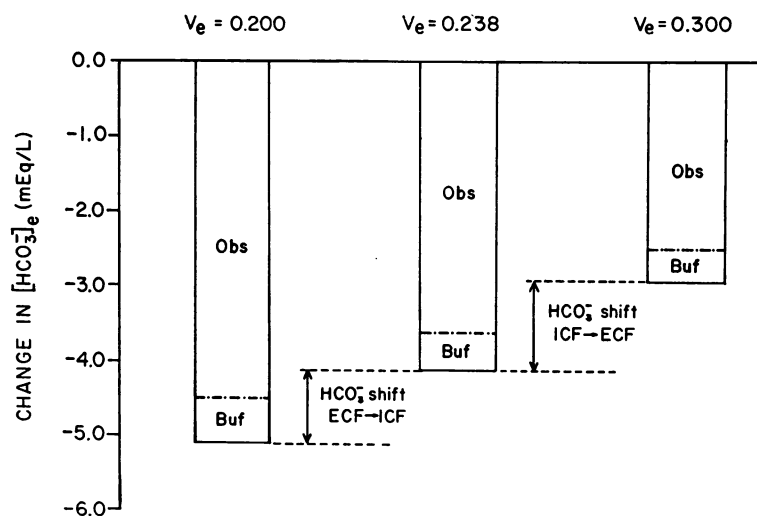 Ve = 0.200 Ve = 0.238 Ve = 0.300
CHANGE IN [HCO₃⁻]e (mEq/L)
0.0
-1.0
-2.0
-3.0
-4.0
-5.0
-6.0
Obs
Buf
HCO₃⁻ shift
ECF→ICF
Obs
Buf
HCO₃⁻ shift
ICF→ECF
Obs
Buf